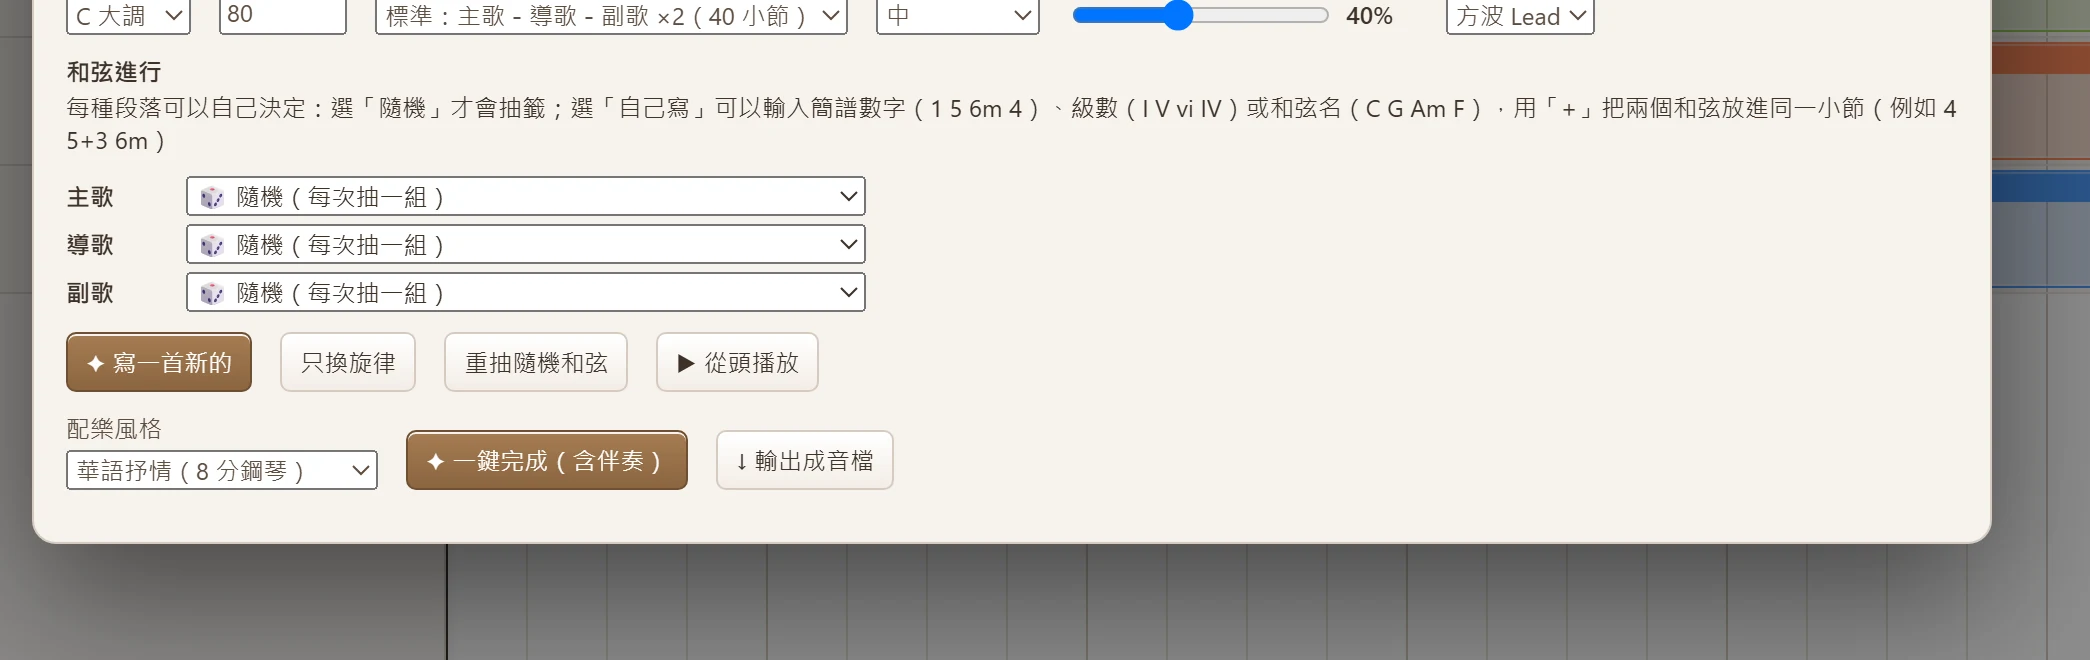 C 大調 80 標準：主歌 - 導歌 - 副歌 ×2（40 小節） 中 40% 方波 Lead
和弦進行
每種段落可以自己決定：選「隨機」才會抽籤；選「自己寫」可以輸入簡譜數字（1 5 6m 4）、級數（I V vi IV）或和弦名（C G Am F），用「+」把兩個和弦放進同一小節（例如 4
5+3 6m）
主歌 隨機（每次抽一組）
導歌 隨機（每次抽一組）
副歌 隨機（每次抽一組）
✦ 寫一首新的 只換旋律 重抽隨機和弦 ▶ 從頭播放
配樂風格
華語抒情（8 分鋼琴） ✦ 一鍵完成（含伴奏） ↓ 輸出成音檔